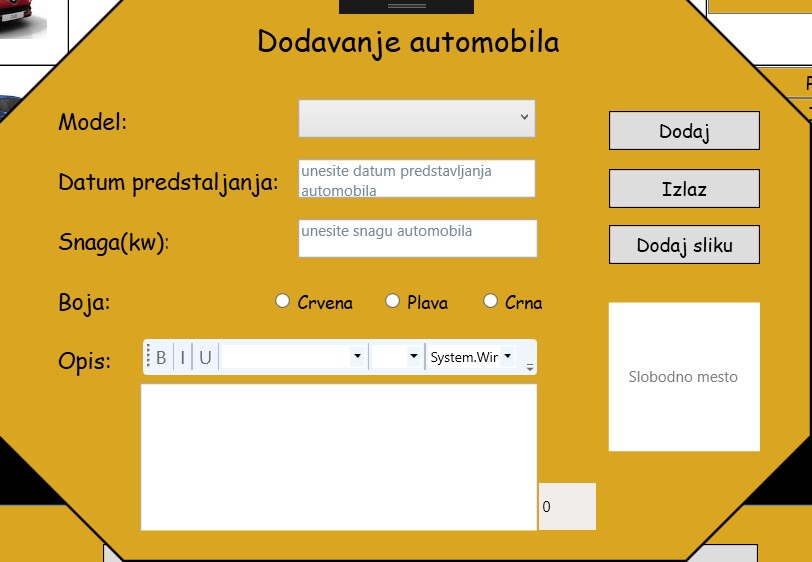 Dodavanje automobila
Model:
Dodaj
Datum predstaljanja:
unesite datum predstavljanja
automobila
Izlaz
Snaga(kw):
unesite snagu automobila
Dodaj sliku
Boja:
Crvena
Plava
Crna
Opis:
B I U
System.Wir
Slobodno mesto
0